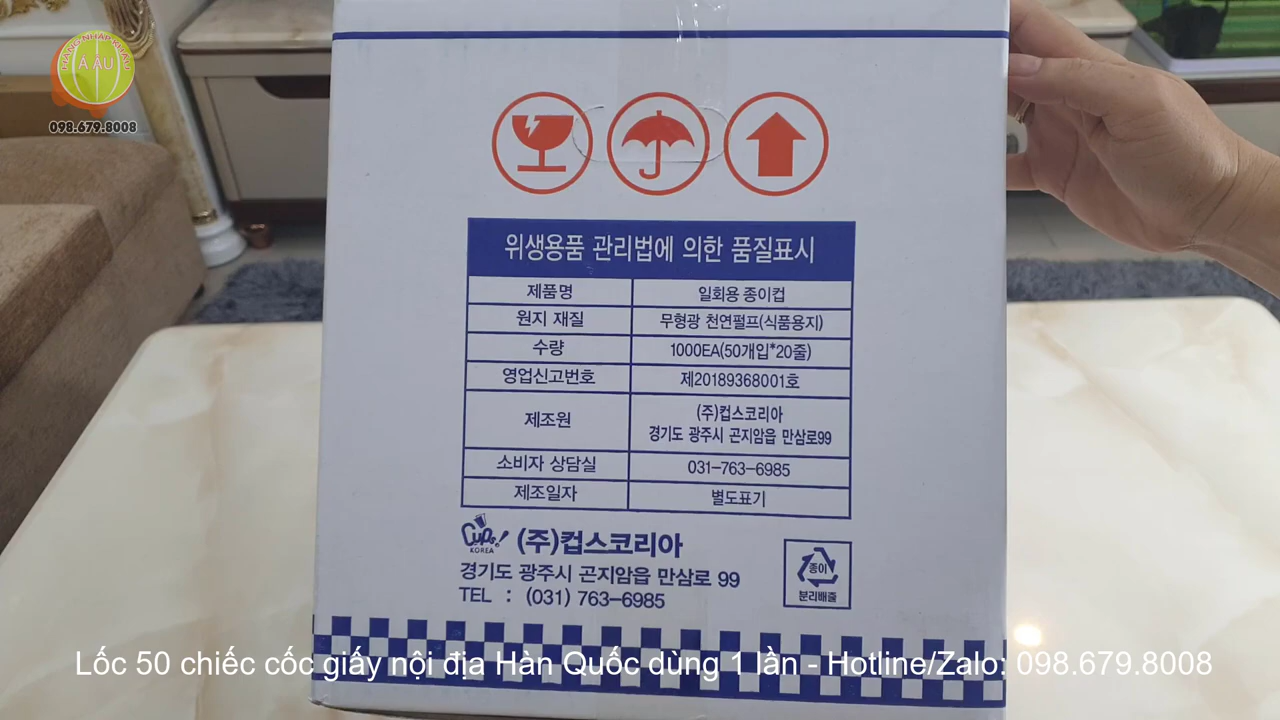 HÀNG NHẬP KHẨU
Á ÂU
098.679.8008
위생용품 관리법에 의한 품질표시
제품명 일회용 종이컵
원지 재질 무형광 천연펄프(식품용지)
수량 1000EA(50개입*20줄)
영업신고번호 제20189368001호
제조원 (주)컵스코리아
경기도 광주시 곤지암읍 만삼로99
소비자 상담실 031-763-6985
제조일자 별도표기
Cups! KOREA (주)컵스코리아
경기도 광주시 곤지암읍 만삼로 99
TEL : (031) 763-6985
종이
분리배출
Lốc 50 chiếc cốc giấy nội địa Hàn Quốc dùng 1 lần - Hotline/Zalo: 098.679.8008